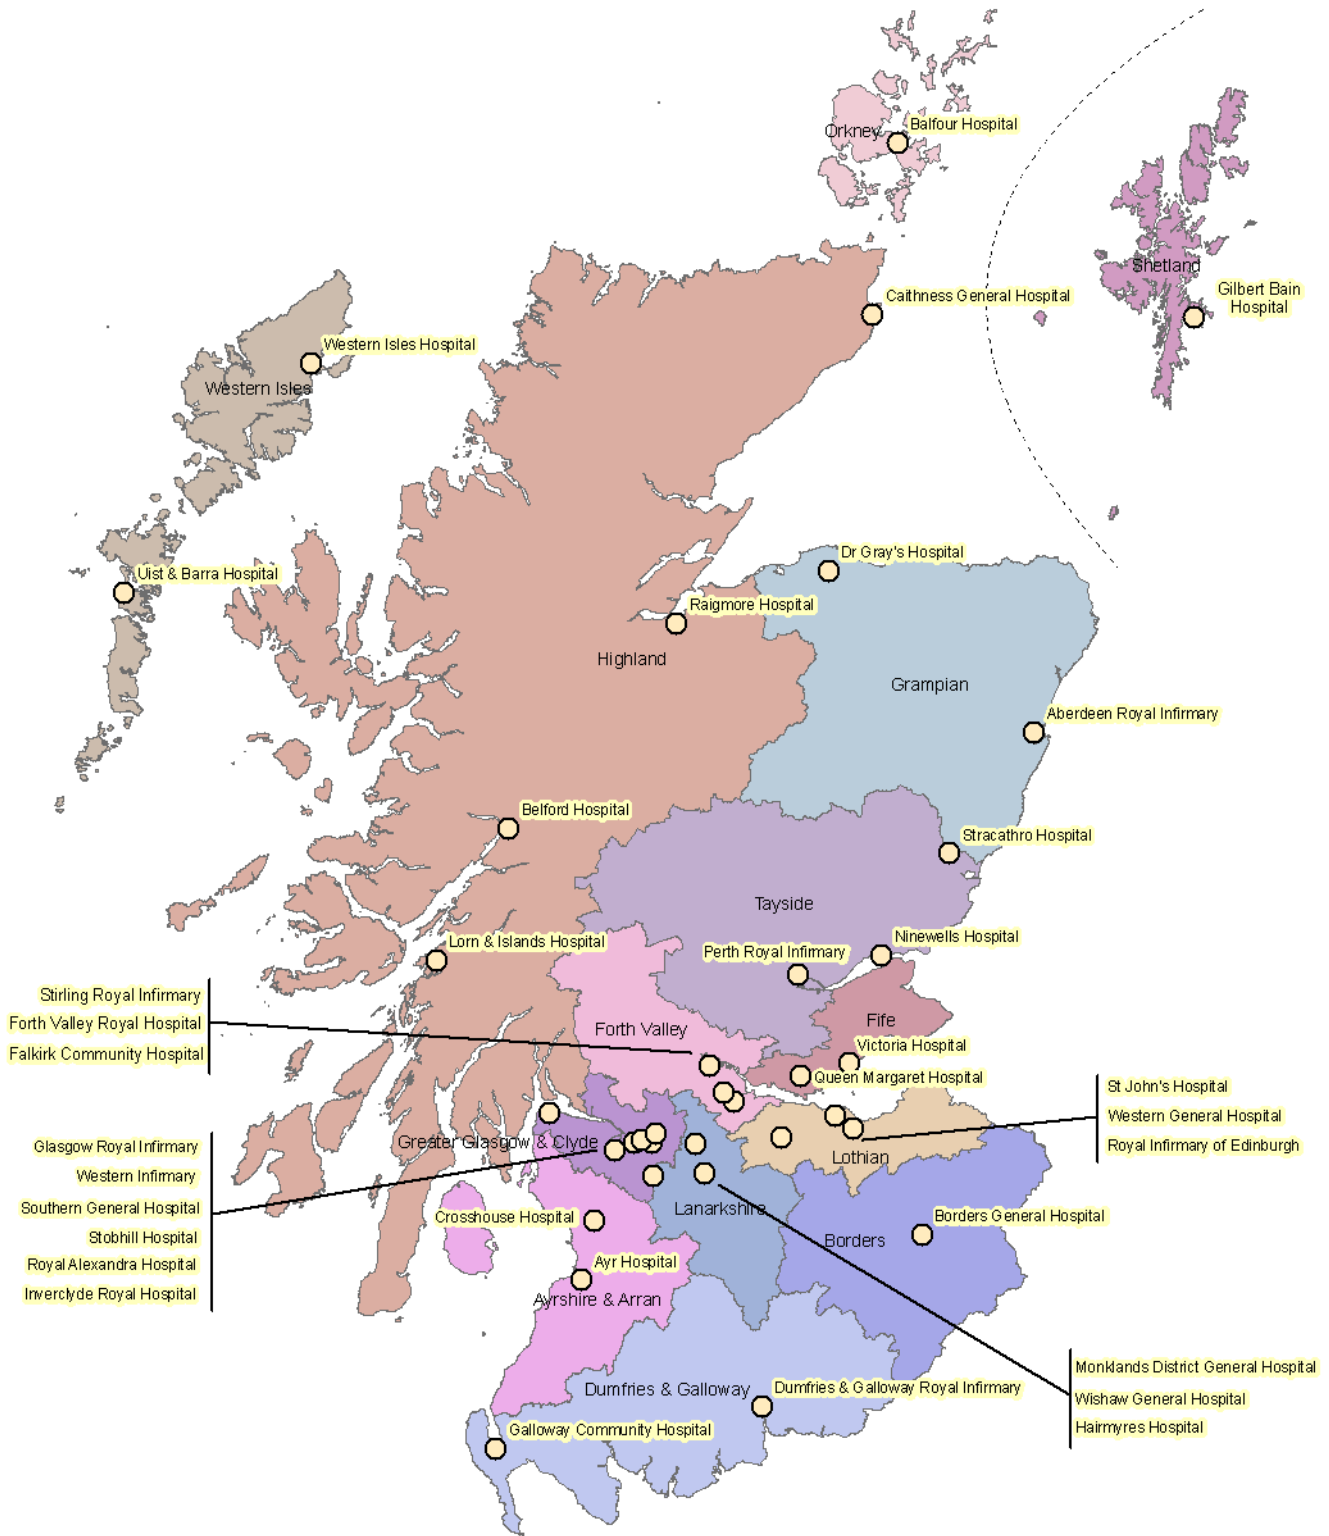 Balfour Hospital
Orkney
Shetland
Gilbert Bain
Hospital
Caithness General Hospital
Western Isles Hospital
Western Isles
Dr Gray's Hospital
Uist & Barra Hospital
Raigmore Hospital
Highland
Grampian
Aberdeen Royal Infirmary
Belford Hospital
Stracathro Hospital
Tayside
Ninewells Hospital
Lorn & Islands Hospital
Perth Royal Infirmary
Stirling Royal Infirmary
Forth Valley Royal Hospital
Falkirk Community Hospital
Forth Valley
Fife
Victoria Hospital
Queen Margaret Hospital
St John's Hospital
Western General Hospital
Royal Infirmary of Edinburgh
Greater Glasgow & Clyde
Lothian
Glasgow Royal Infirmary
Western Infirmary
Southern General Hospital
Stobhill Hospital
Royal Alexandra Hospital
Inverclyde Royal Hospital
Lanarkshire
Crosshouse Hospital
Borders General Hospital
Borders
Ayr Hospital
Ayrshire & Arran
Monklands District General Hospital
Wishaw General Hospital
Hairmyres Hospital
Dumfries & Galloway
Dumfries & Galloway Royal Infirmary
Galloway Community Hospital